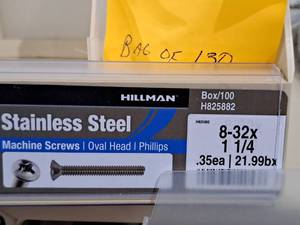 BAG OF 130
HILLMAN
Box/100
H825882
Stainless Steel
Machine Screws | Oval Head | Phillips
8-32x
1 1/4
.35ea | 21.99bx